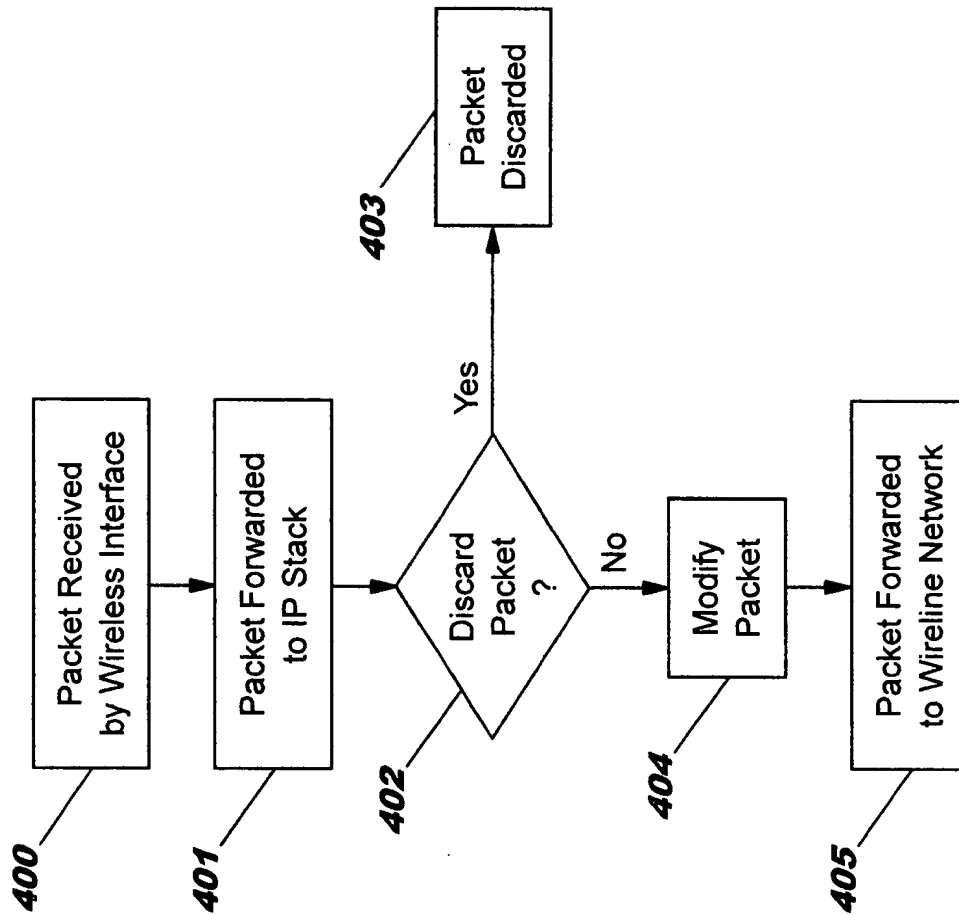 400
Packet Received
by Wireless Interface
401
Packet Forwarded
to IP Stack
402
Discard
Packet
?
Yes
403
Packet
Discarded
No
404
Modify
Packet
405
Packet Forwarded
to Wireline Network